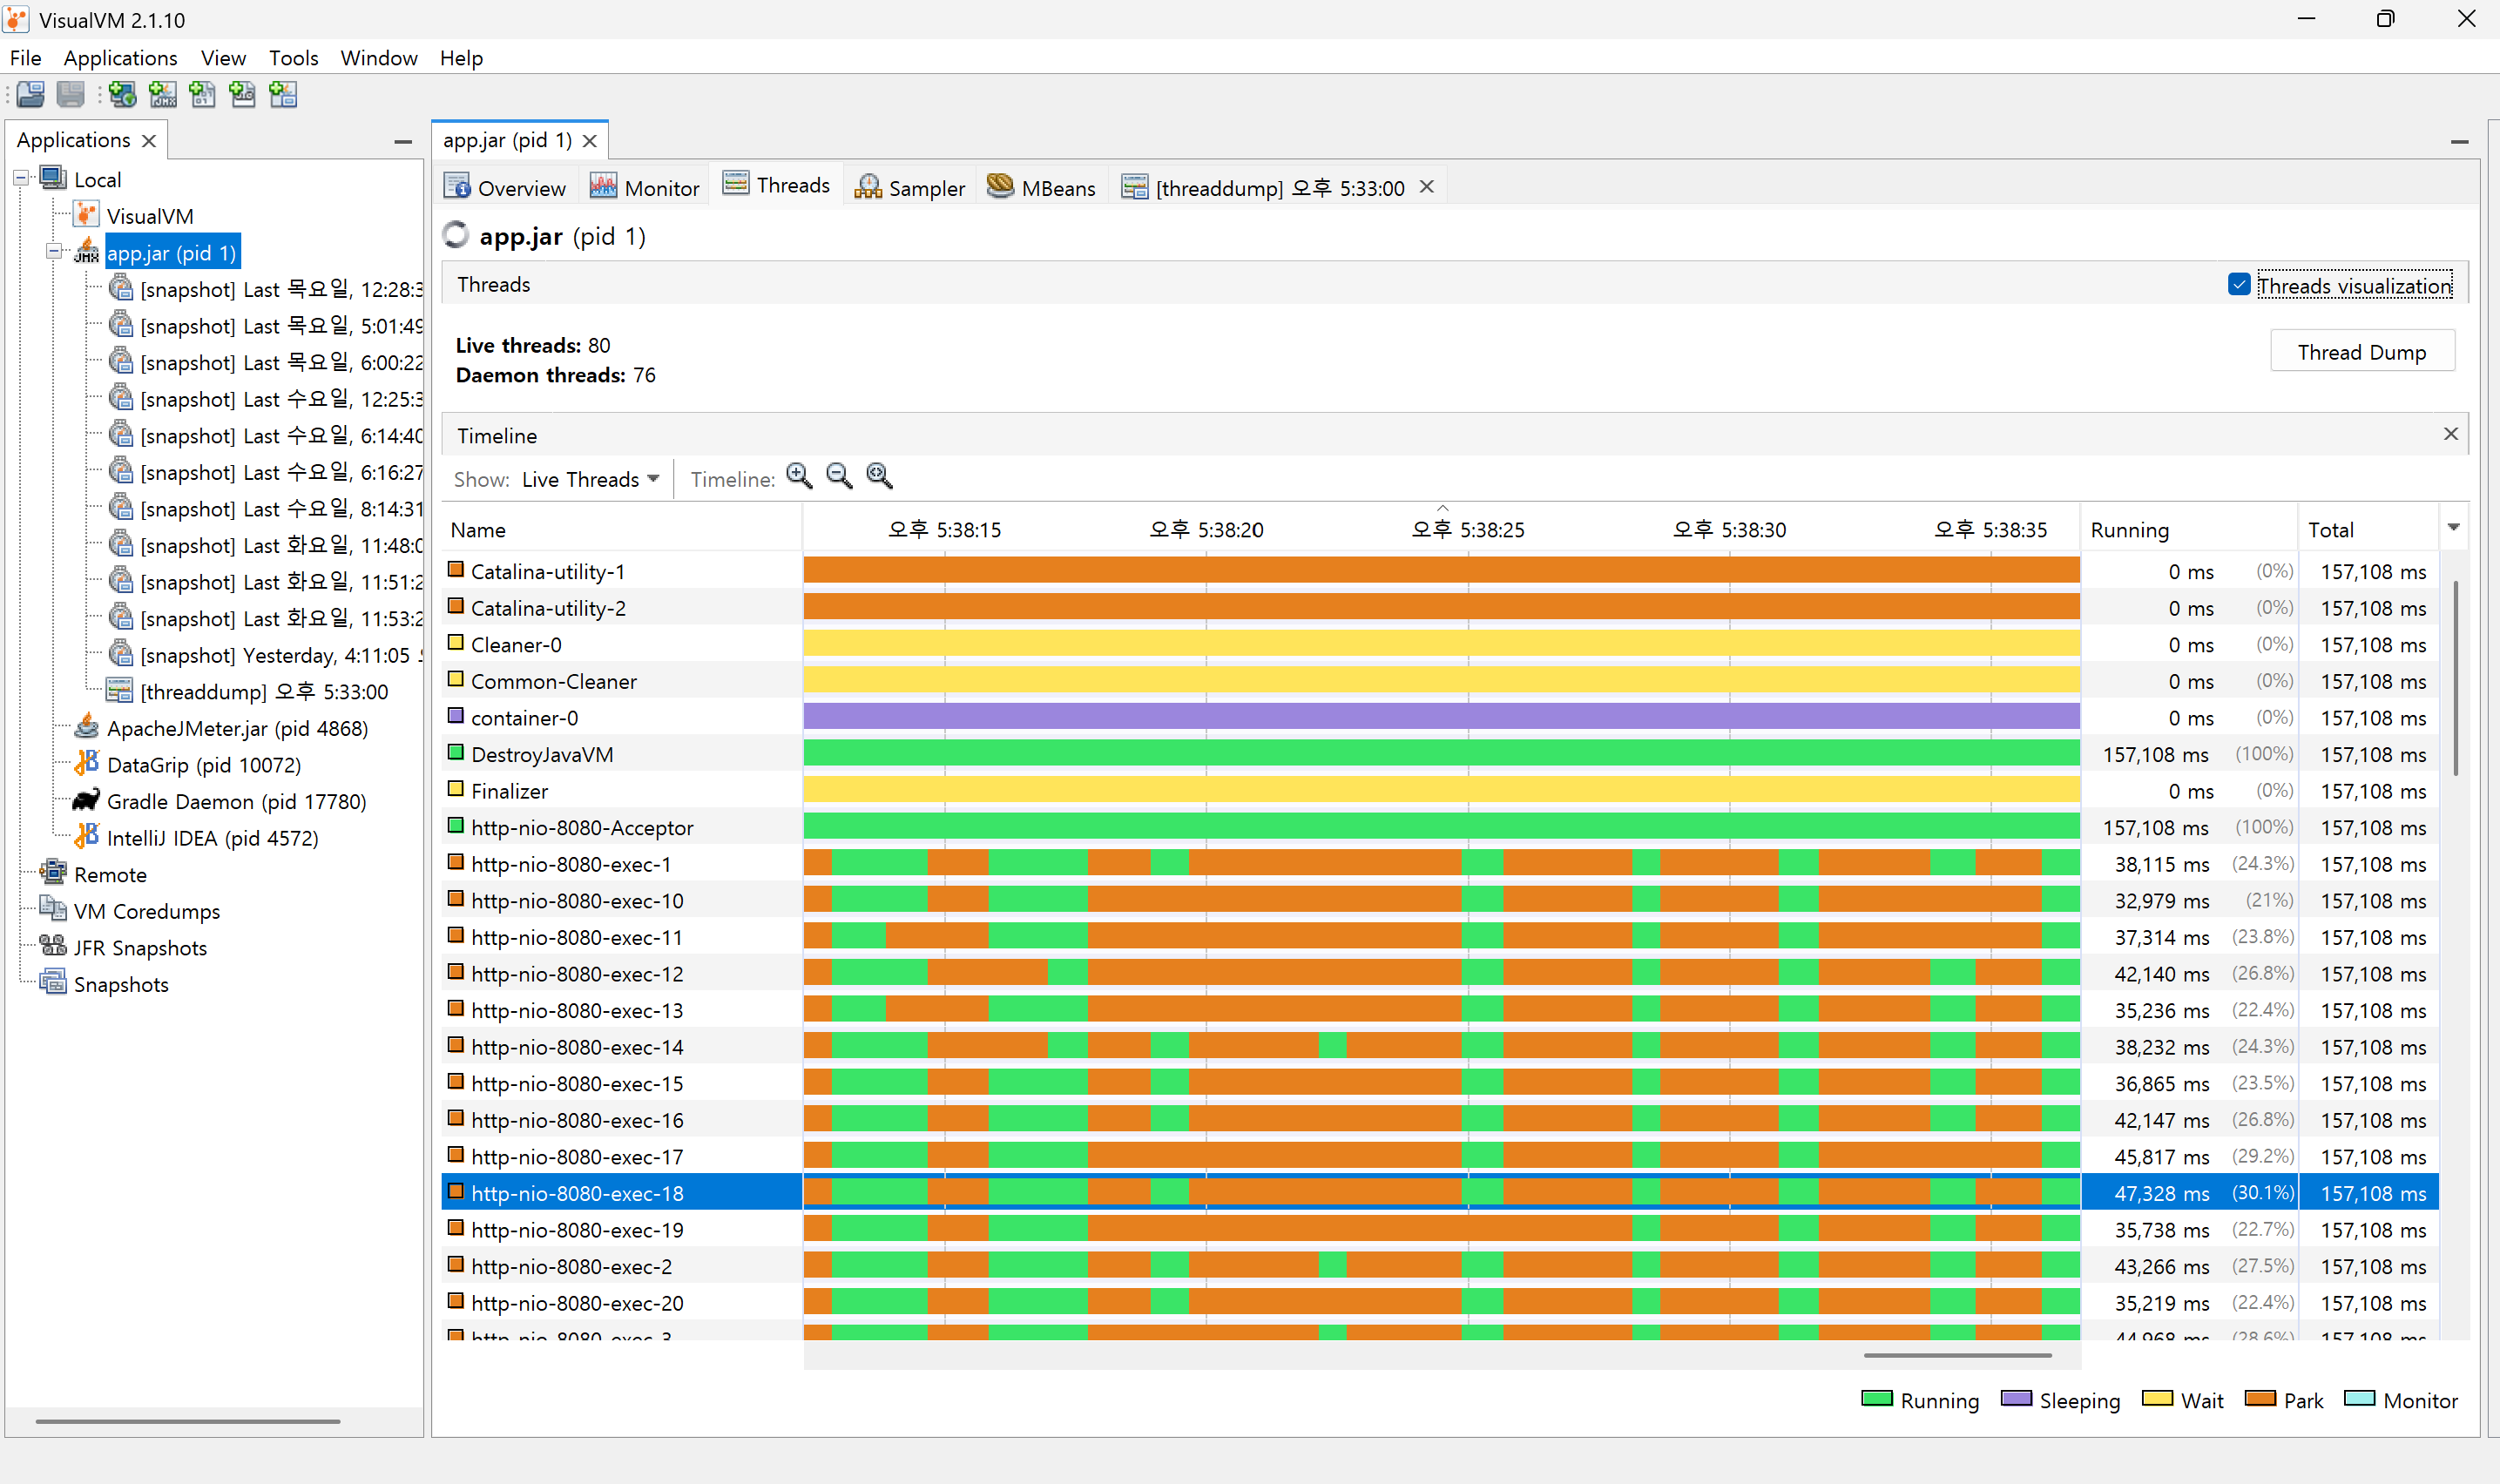 VisualVM 2.1.10
File Applications View Tools Window Help
Applications
Local
VisualVM
app.jar (pid 1)
[snapshot] Last 목요일, 12:28:3
[snapshot] Last 목요일, 5:01:49
[snapshot] Last 목요일, 6:00:22
[snapshot] Last 수요일, 12:25:3
[snapshot] Last 수요일, 6:14:40
[snapshot] Last 수요일, 6:16:27
[snapshot] Last 수요일, 8:14:31
[snapshot] Last 화요일, 11:48:0
[snapshot] Last 화요일, 11:51:2
[snapshot] Last 화요일, 11:53:2
[snapshot] Yesterday, 4:11:05
[threaddump] 오후 5:33:00
ApacheJMeter.jar (pid 4868)
DataGrip (pid 10072)
Gradle Daemon (pid 17780)
IntelliJ IDEA (pid 4572)
Remote
VM Coredumps
JFR Snapshots
Snapshots
app.jar (pid 1)
Overview Monitor Threads Sampler MBeans [threaddump] 오후 5:33:00
app.jar (pid 1)
Threads Threads visualization
Live threads: 80
Daemon threads: 76
Thread Dump
Timeline
Show: Live Threads Timeline:
Name 오후 5:38:15 오후 5:38:20 오후 5:38:25 오후 5:38:30 오후 5:38:35 Running Total
Catalina-utility-1 0 ms (0%) 157,108 ms
Catalina-utility-2 0 ms (0%) 157,108 ms
Cleaner-0 0 ms (0%) 157,108 ms
Common-Cleaner 0 ms (0%) 157,108 ms
container-0 0 ms (0%) 157,108 ms
DestroyJavaVM 157,108 ms (100%) 157,108 ms
Finalizer 0 ms (0%) 157,108 ms
http-nio-8080-Acceptor 157,108 ms (100%) 157,108 ms
http-nio-8080-exec-1 38,115 ms (24.3%) 157,108 ms
http-nio-8080-exec-10 32,979 ms (21%) 157,108 ms
http-nio-8080-exec-11 37,314 ms (23.8%) 157,108 ms
http-nio-8080-exec-12 42,140 ms (26.8%) 157,108 ms
http-nio-8080-exec-13 35,236 ms (22.4%) 157,108 ms
http-nio-8080-exec-14 38,232 ms (24.3%) 157,108 ms
http-nio-8080-exec-15 36,865 ms (23.5%) 157,108 ms
http-nio-8080-exec-16 42,147 ms (26.8%) 157,108 ms
http-nio-8080-exec-17 45,817 ms (29.2%) 157,108 ms
http-nio-8080-exec-18 47,328 ms (30.1%) 157,108 ms
http-nio-8080-exec-19 35,738 ms (22.7%) 157,108 ms
http-nio-8080-exec-2 43,266 ms (27.5%) 157,108 ms
http-nio-8080-exec-20 35,219 ms (22.4%) 157,108 ms
http-nio-8080-exec-3 44,968 ms (28.6%) 157,108 ms
Running Sleeping Wait Park Monitor